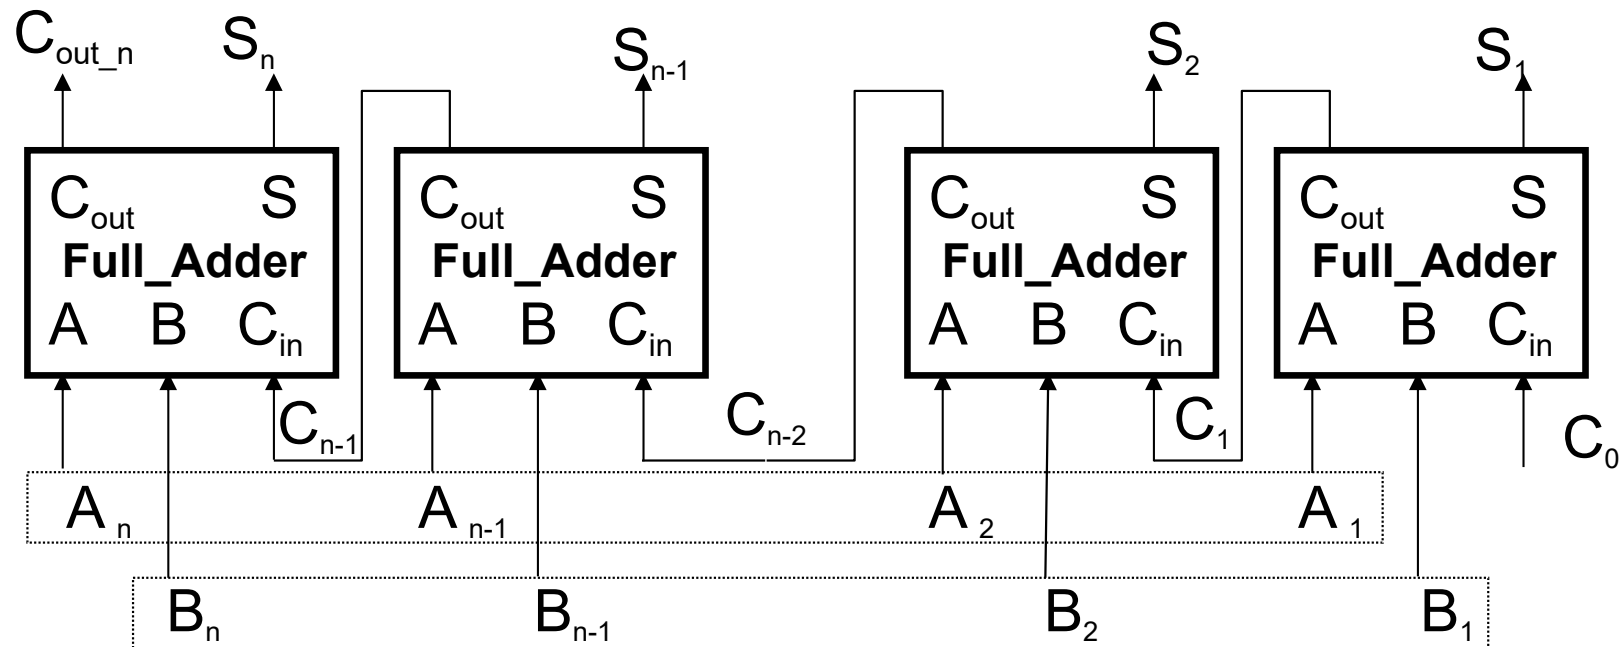 C_out_n S_n S_n-1 S_2 S_1
C_out S C_out S C_out S C_out S
Full_Adder Full_Adder Full_Adder Full_Adder
A B C_in A B C_in A B C_in A B C_in
C_n-1 C_n-2 C_1 C_0
A_n A_n-1 A_2 A_1
B_n B_n-1 B_2 B_1